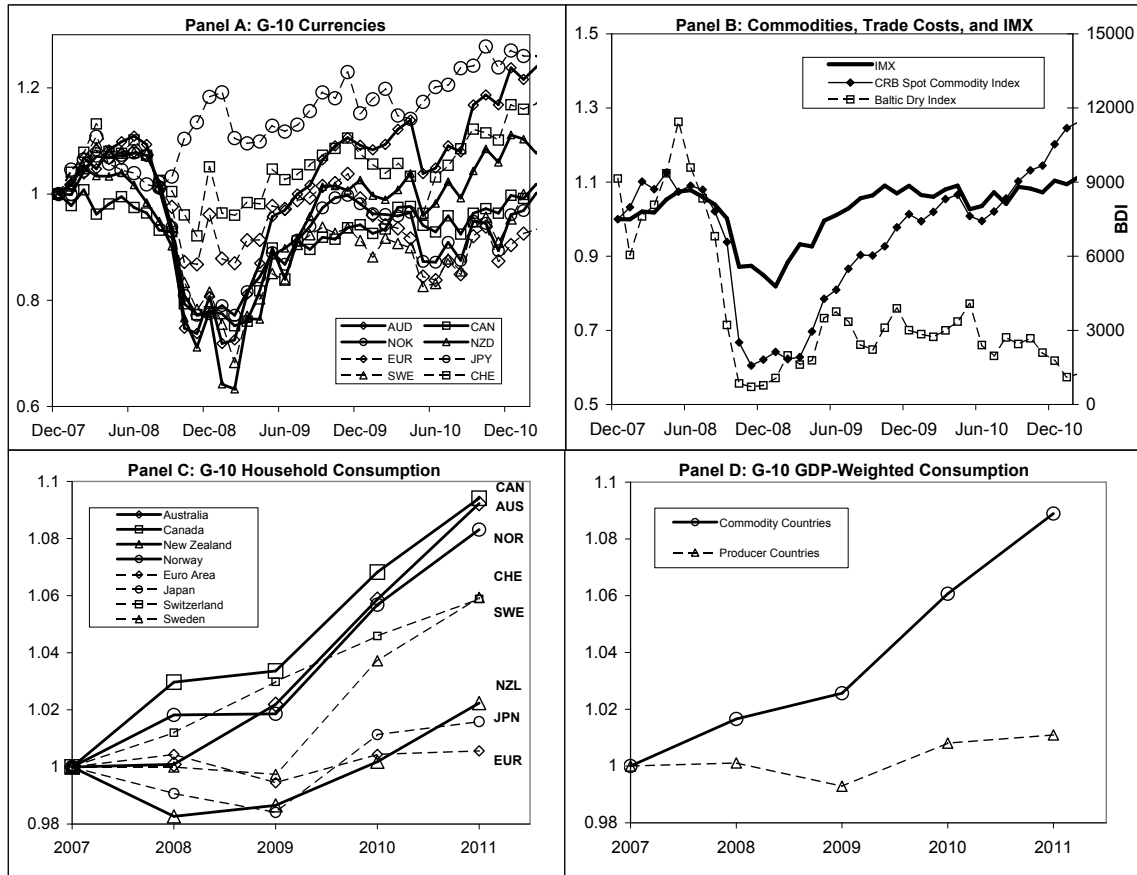 Panel A: G-10 Currencies
1.2
1
0.8
0.6
AUD CAN
NOK NZD
EUR JPY
SWE CHE
Dec-07 Jun-08 Dec-08 Jun-09 Dec-09 Jun-10 Dec-10
Panel B: Commodities, Trade Costs, and IMX
1.5
1.3
1.1
0.9
0.7
0.5
IMX
CRB Spot Commodity Index
Baltic Dry Index
15000
12000
9000
6000
3000
0
BDI
Dec-07 Jun-08 Dec-08 Jun-09 Dec-09 Jun-10 Dec-10
Panel C: G-10 Household Consumption
1.1
1.08
1.06
1.04
1.02
1
0.98
Australia
Canada
New Zealand
Norway
Euro Area
Japan
Switzerland
Sweden
CAN
AUS
NOR
CHE
SWE
NZL
JPN
EUR
2007 2008 2009 2010 2011
Panel D: G-10 GDP-Weighted Consumption
1.1
1.08
1.06
1.04
1.02
1
0.98
Commodity Countries
Producer Countries
2007 2008 2009 2010 2011